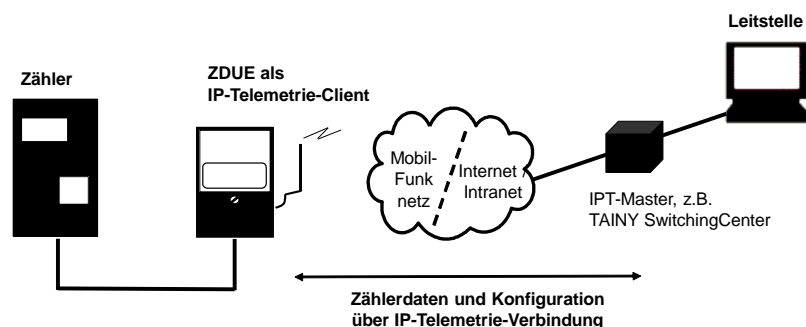 Leitstelle
Zähler
ZDUE als
IP-Telemetrie-Client
Mobil-
Funk
netz
Internet /
Intranet
IPT-Master, z.B.
TAINY SwitchingCenter
Zählerdaten und Konfiguration
über IP-Telemetrie-Verbindung